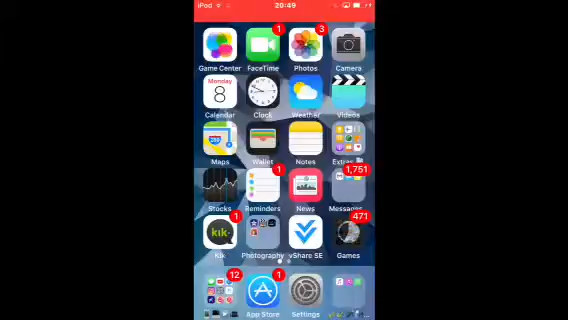 iPod 20:49
1 3
Game Center FaceTime Photos Camera
Monday
8
Calendar Clock Weather Videos
280
Maps Wallet Notes Extras
1 1,751
Stocks Reminders News Messages
1 471
kik
Kik Photography vShare SE Games
12 1
App Store Settings